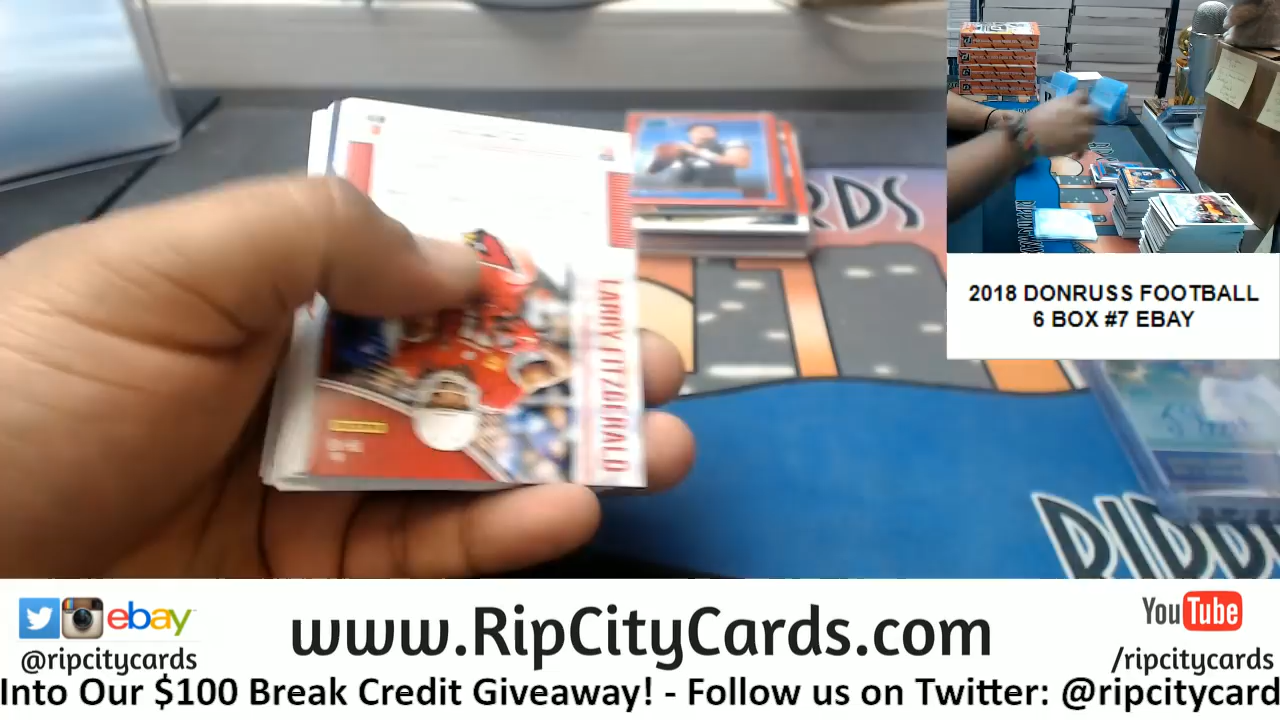 LARRY FITZGERALD
RDS
2018 DONRUSS FOOTBALL
6 BOX #7 EBAY
ebay
@ripcitycards
www.RipCityCards.com
YouTube
/ripcitycards
Into Our $100 Break Credit Giveaway! - Follow us on Twitter: @ripcitycard